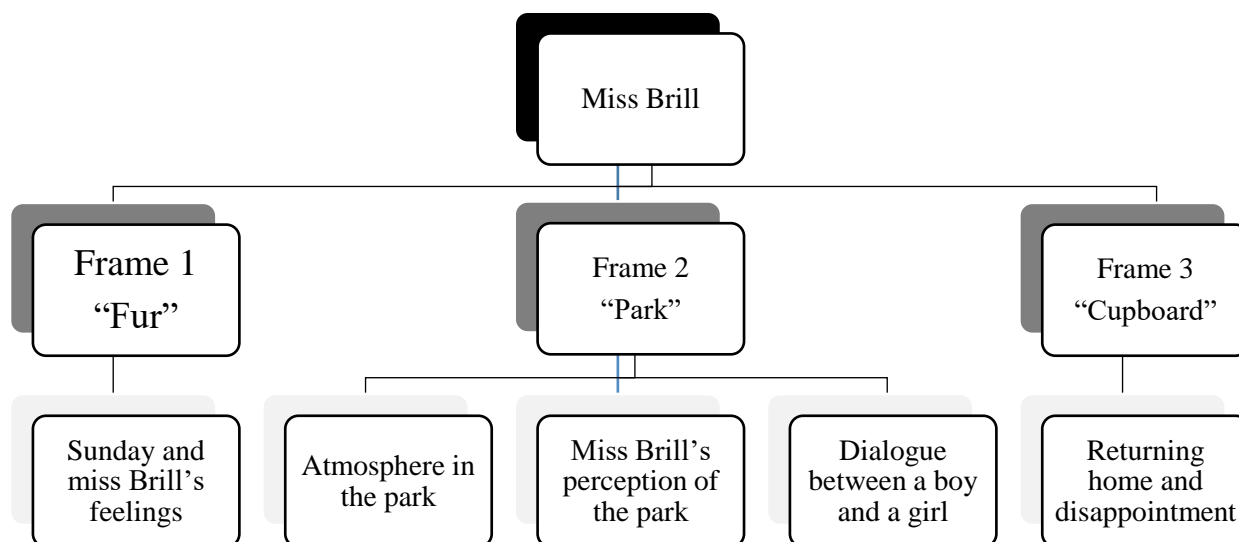 Miss Brill
Frame 1
“Fur”
Frame 2
“Park”
Frame 3
“Cupboard”
Sunday and
miss Brill’s
feelings
Atmosphere in
the park
Miss Brill’s
perception of
the park
Dialogue
between a boy
and a girl
Returning
home and
disappointment